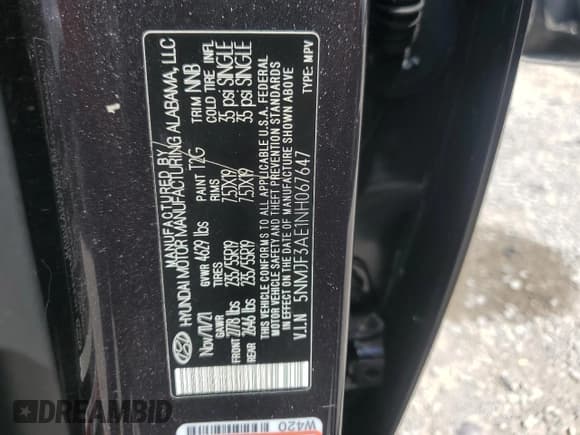 MANUFACTURED BY
HYUNDAI MOTOR MANUFACTURING ALABAMA, LLC
Nov/11/21 GVWR 4629 lbs PAINT T2G TRIM NNB
GAWR TIRES RIMS COLD TIRE INFL
FRONT 2778 lbs 235/55R19 7.5JX19 35 psi SINGLE
REAR 2646 lbs 235/55R19 7.5JX19 35 psi SINGLE
THIS VEHICLE CONFORMS TO ALL APPLICABLE U.S.A. FEDERAL
MOTOR VEHICLE SAFETY AND THEFT PREVENTION STANDARDS
IN EFFECT ON THE DATE OF MANUFACTURE SHOWN ABOVE
V.I.N 5NMJF3AE1NH067647 TYPE: MPV
W420
DREAMBID